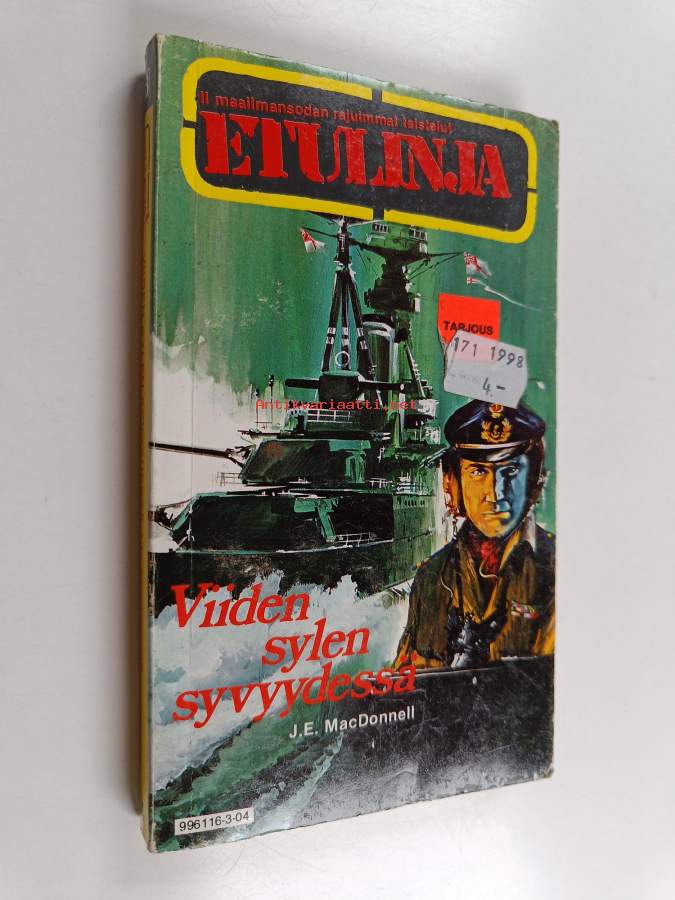 II maailmansodan rajuimmat taistelut
ETULINJA
TARJOUS
171 1998
4.-
Antikvariaatti.net
Viiden
sylen
syvyydessä
J.E. MacDonnell
996116-3-04